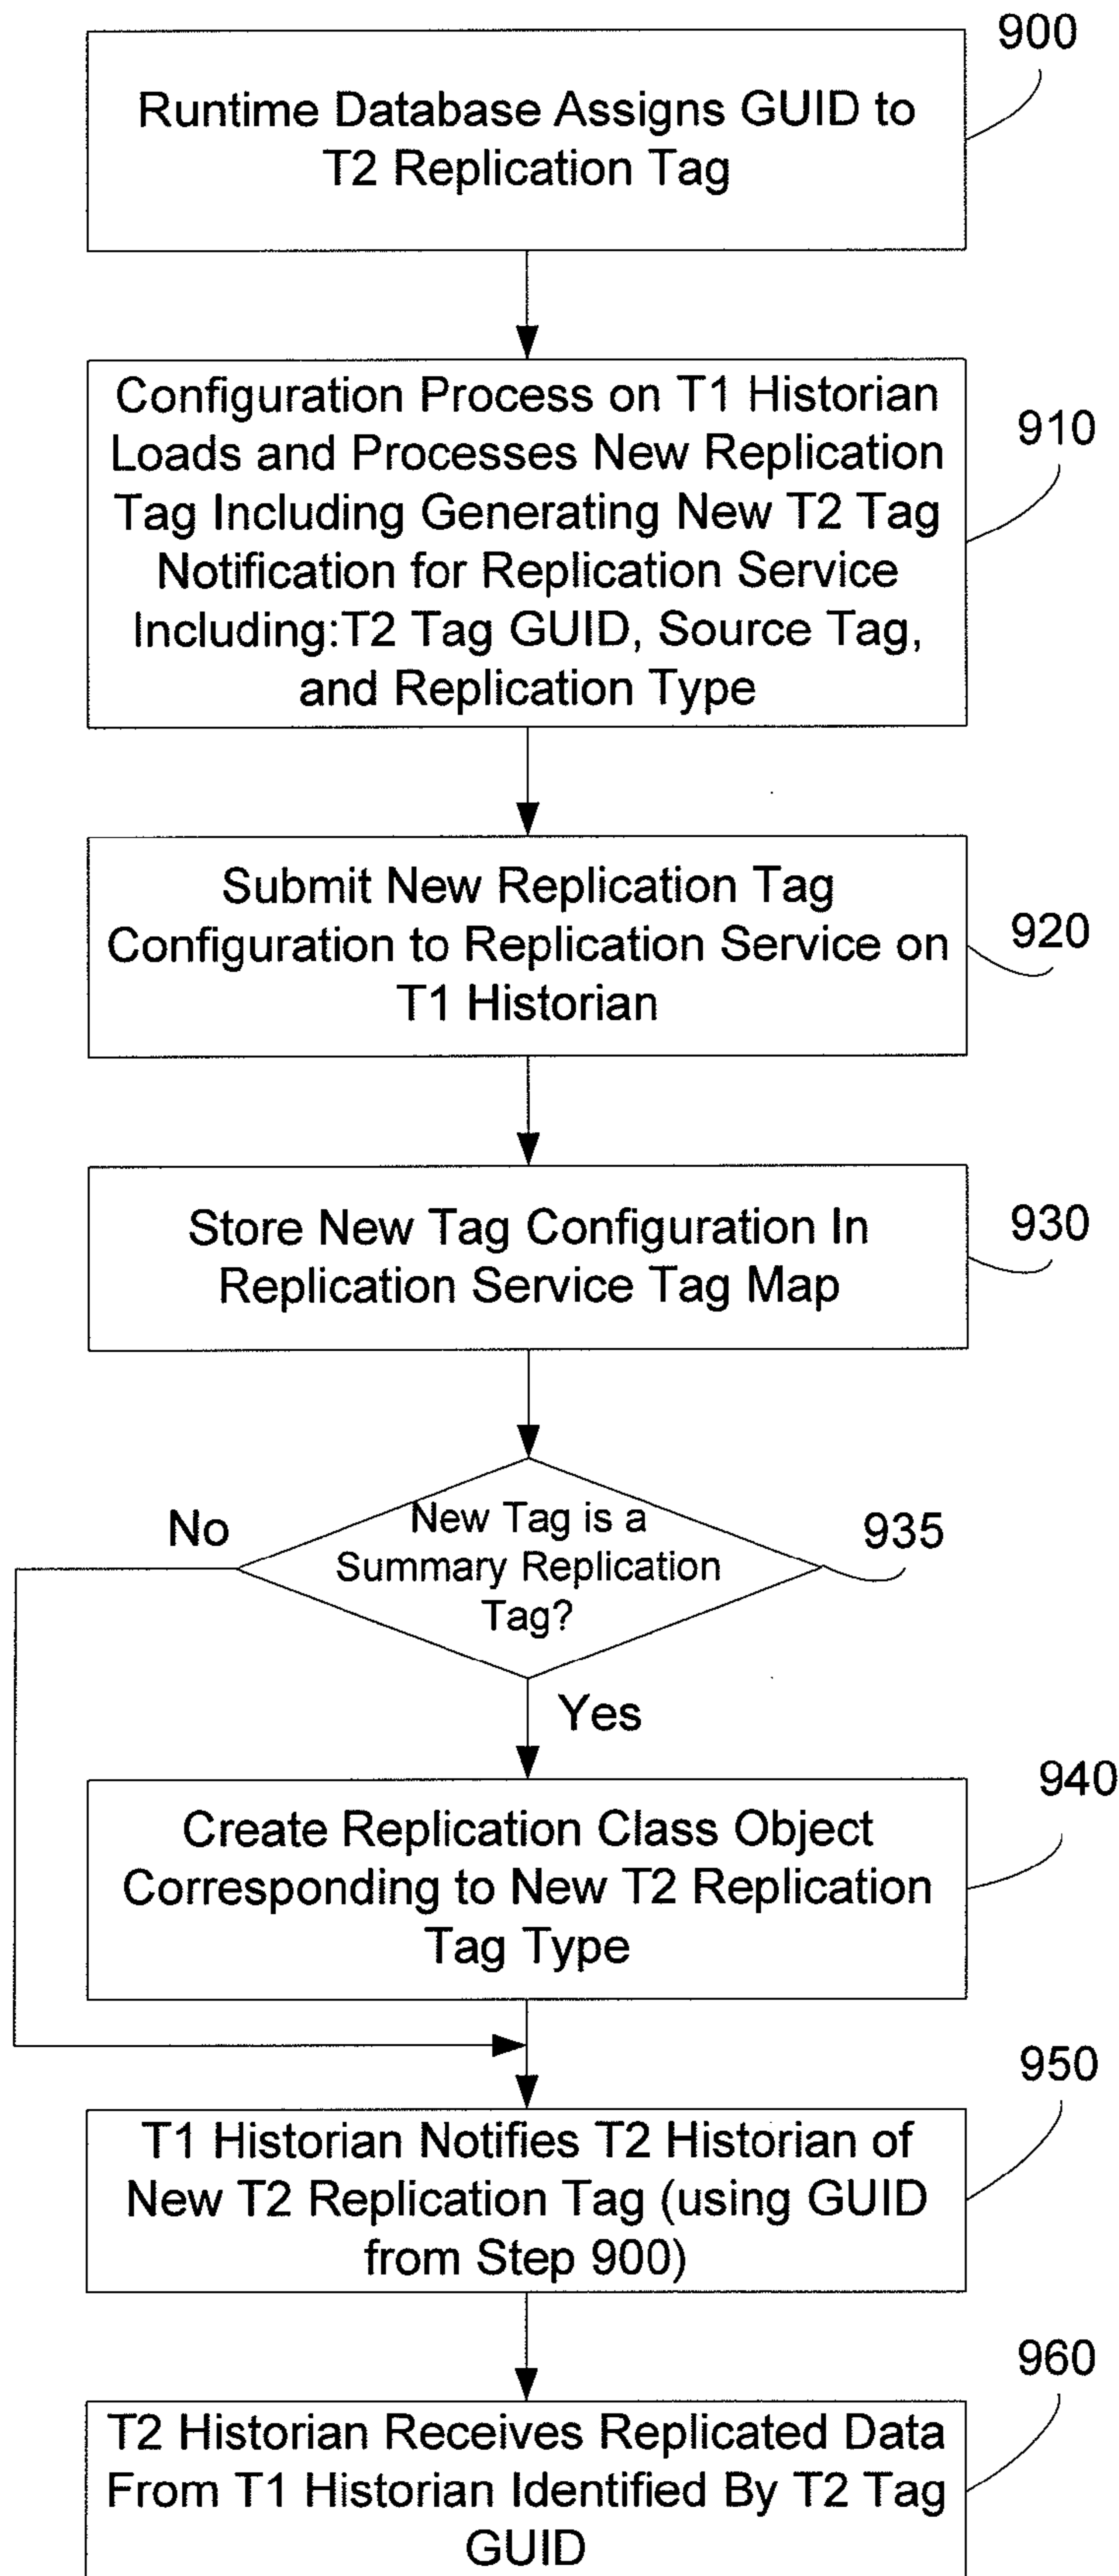 900
Runtime Database Assigns GUID to
T2 Replication Tag
Configuration Process on T1 Historian
Loads and Processes New Replication
Tag Including Generating New T2 Tag
Notification for Replication Service
Including:T2 Tag GUID, Source Tag,
and Replication Type
910
Submit New Replication Tag
Configuration to Replication Service on
T1 Historian
920
Store New Tag Configuration In
Replication Service Tag Map
930
No
New Tag is a
Summary Replication
Tag?
935
Yes
Create Replication Class Object
Corresponding to New T2 Replication
Tag Type
940
T1 Historian Notifies T2 Historian of
New T2 Replication Tag (using GUID
from Step 900)
950
T2 Historian Receives Replicated Data
From T1 Historian Identified By T2 Tag
GUID
960